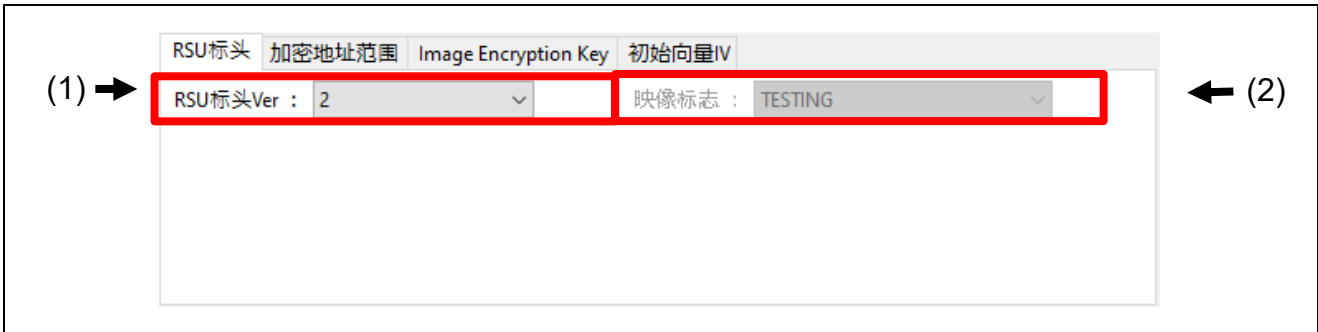 RSU标头 加密地址范围 Image Encryption Key 初始向量IV
(1) RSU标头Ver : 2 映像标志 : TESTING (2)